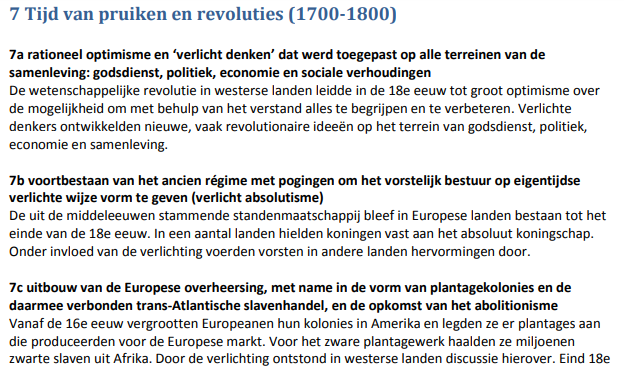 7 Tijd van pruiken en revoluties (1700-1800)
7a rationeel optimisme en ‘verlicht denken’ dat werd toegepast op alle terreinen van de
samenleving: godsdienst, politiek, economie en sociale verhoudingen
De wetenschappelijke revolutie in westerse landen leidde in de 18e eeuw tot groot optimisme over
de mogelijkheid om met behulp van het verstand alles te begrijpen en te verbeteren. Verlichte
denkers ontwikkelden nieuwe, vaak revolutionaire ideeën op het terrein van godsdienst, politiek,
economie en samenleving.
7b voortbestaan van het ancien régime met pogingen om het vorstelijk bestuur op eigentijdse
verlichte wijze vorm te geven (verlicht absolutisme)
De uit de middeleeuwen stammende standenmaatschappij bleef in Europese landen bestaan tot het
einde van de 18e eeuw. In een aantal landen hielden koningen vast aan het absoluut koningschap.
Onder invloed van de verlichting voerden vorsten in andere landen hervormingen door.
7c uitbouw van de Europese overheersing, met name in de vorm van plantagekolonies en de
daarmee verbonden trans-Atlantische slavenhandel, en de opkomst van het abolitionisme
Vanaf de 16e eeuw vergrootten Europeanen hun kolonies in Amerika en legden ze er plantages aan
die produceerden voor de Europese markt. Voor het zware plantagewerk haalden ze miljoenen
zwarte slaven uit Afrika. Door de verlichting ontstond in westerse landen discussie hierover. Eind 18e